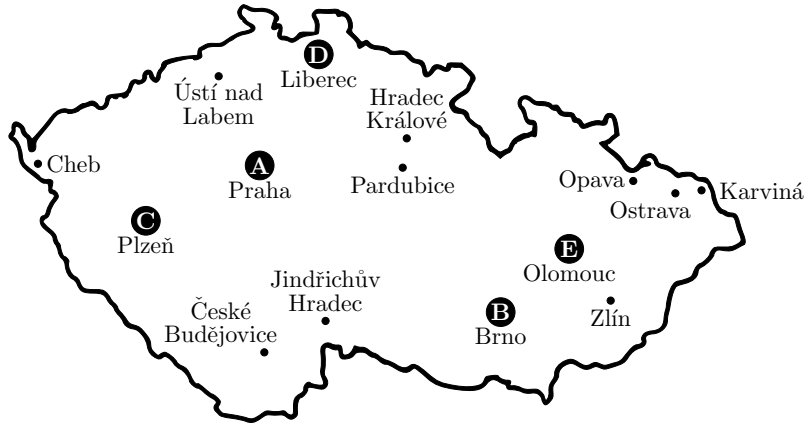 D
Liberec
Ústí nad
Labem
Hradec
Králové
Cheb
A
Praha
Pardubice
Opava
Ostrava
Karviná
C
Plzeň
E
Olomouc
Jindřichův
Hradec
České
Budějovice
B
Brno
Zlín